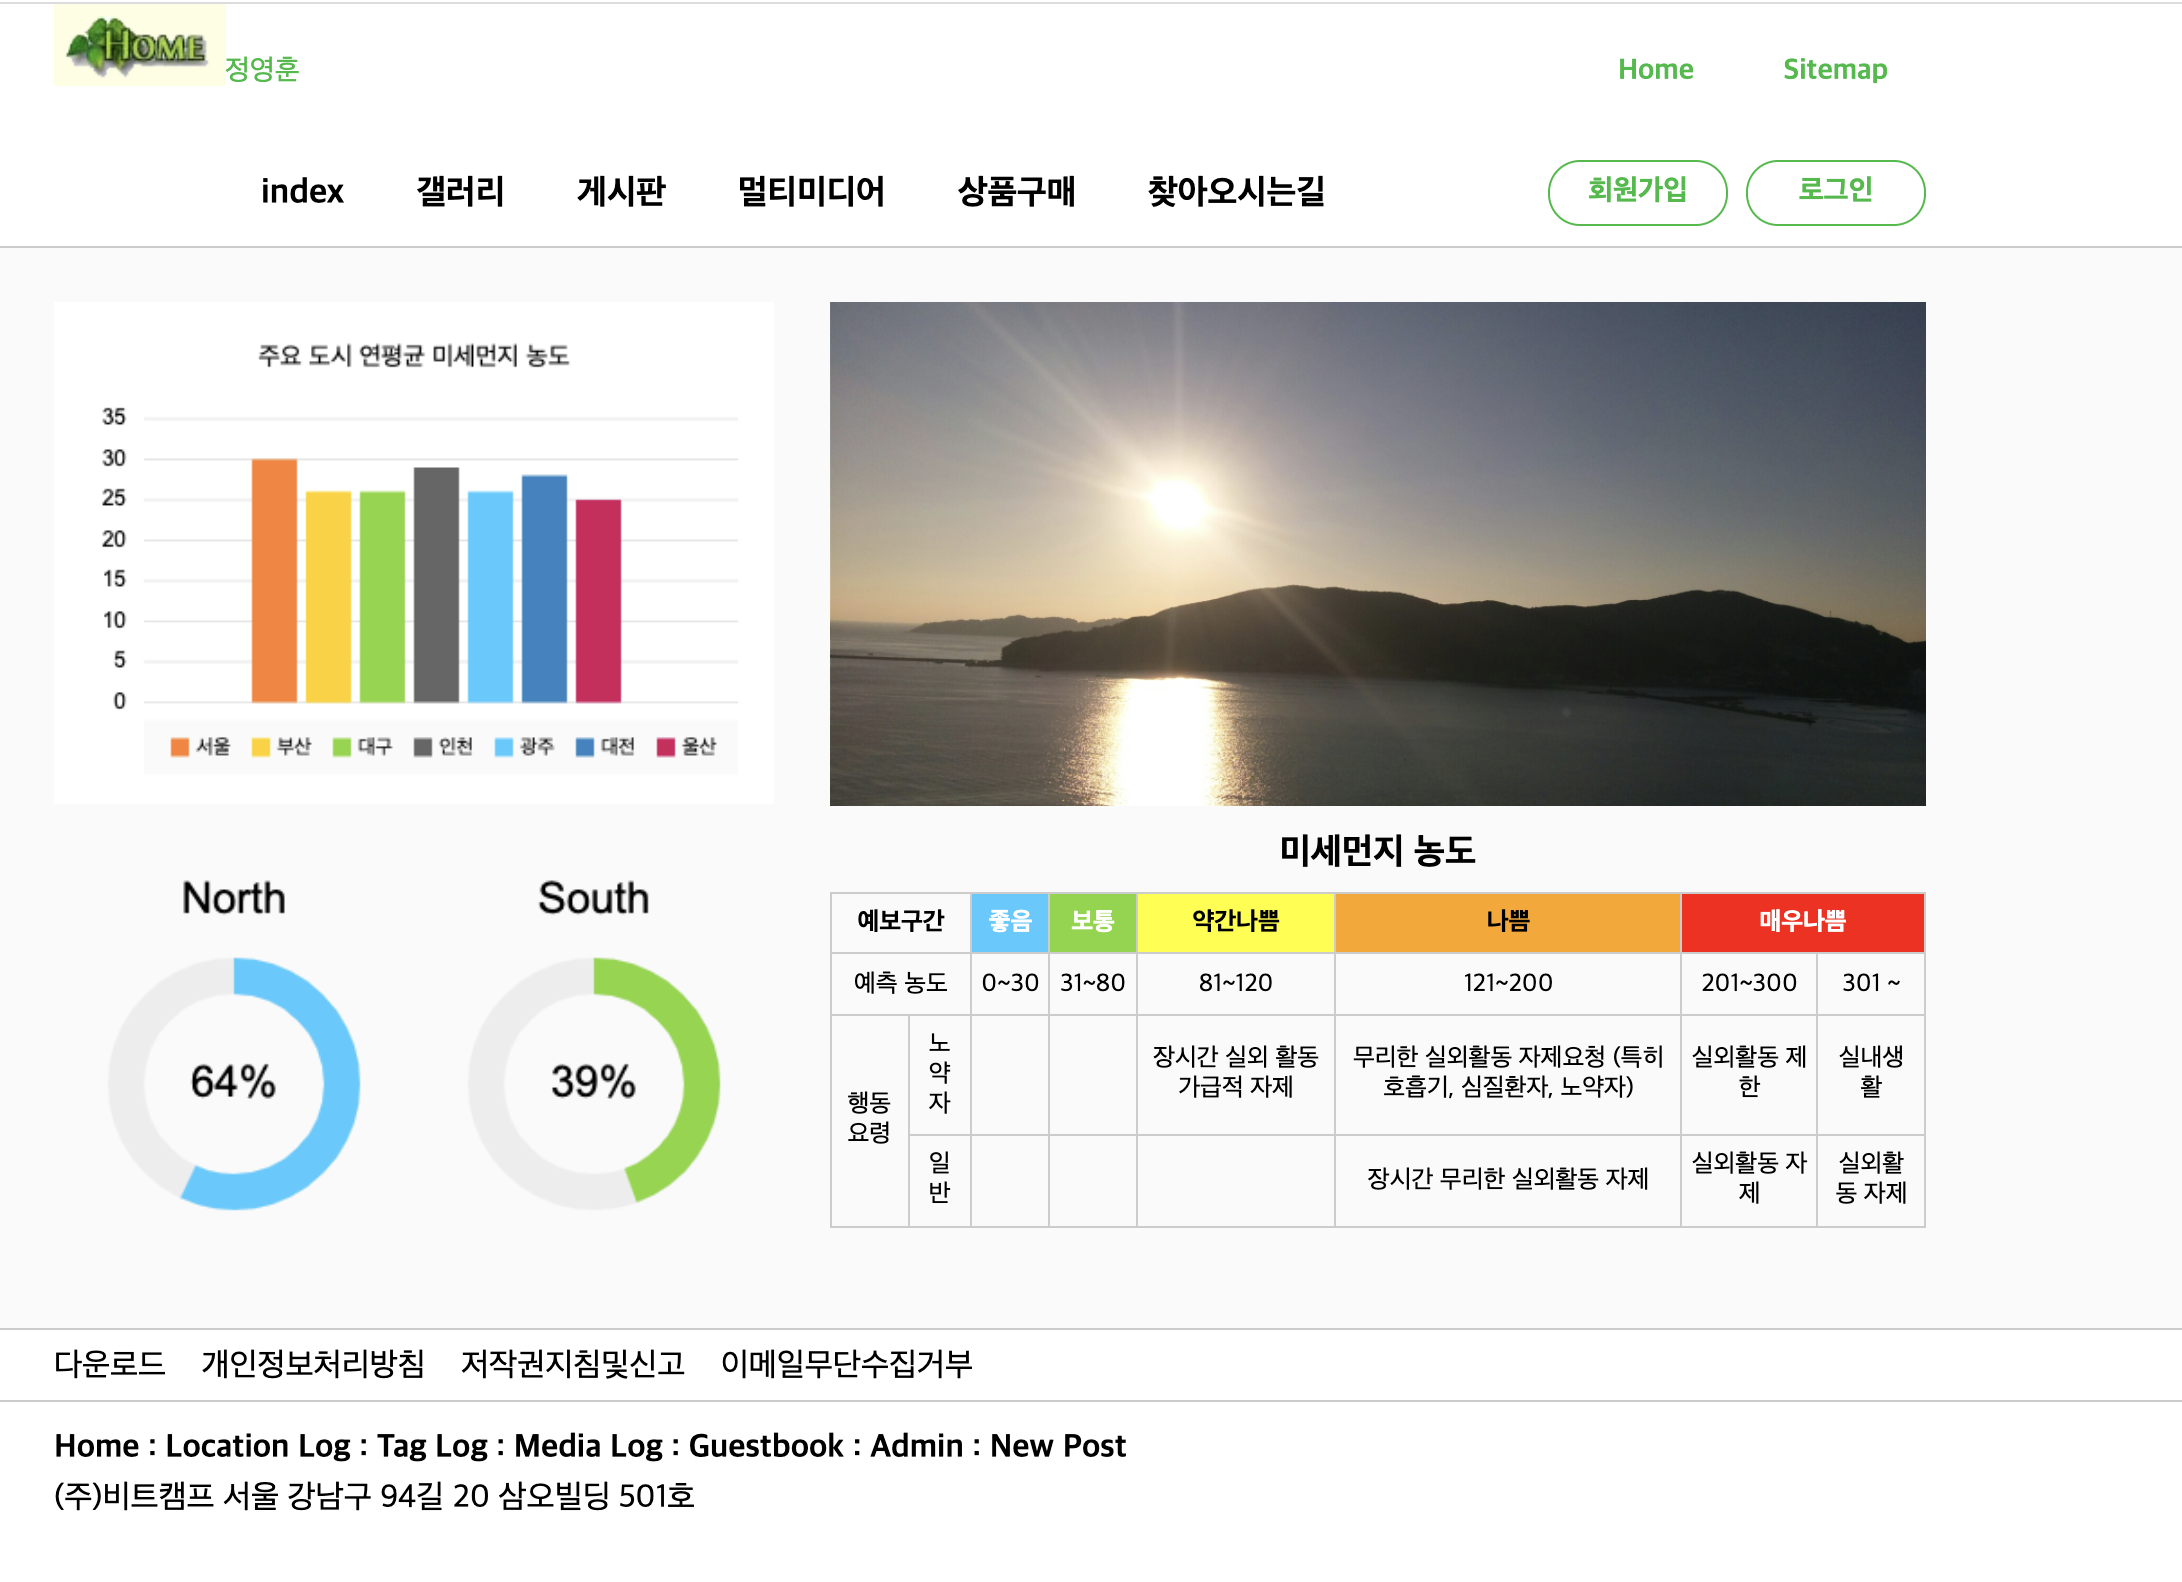 HOME 정영훈
Home Sitemap
index 갤러리 게시판 멀티미디어 상품구매 찾아오시는길 회원가입 로그인
주요 도시 연평균 미세먼지 농도
35
30
25
20
15
10
5
0
서울 부산 대구 인천 광주 대전 울산
North South
64% 39%
미세먼지 농도
예보구간 좋음 보통 약간나쁨 나쁨 매우나쁨
예측 농도 0~30 31~80 81~120 121~200 201~300 301 ~
행동
요령
노
약
자
장시간 실외 활동
가급적 자제
무리한 실외활동 자제요청 (특히
호흡기, 심질환자, 노약자)
실외활동 제
한
실내생
활
일
반
장시간 무리한 실외활동 자제
실외활동 자
제
실외활
동 자제
다운로드 개인정보처리방침 저작권지침및신고 이메일무단수집거부
Home : Location Log : Tag Log : Media Log : Guestbook : Admin : New Post
(주)비트캠프 서울 강남구 94길 20 삼오빌딩 501호